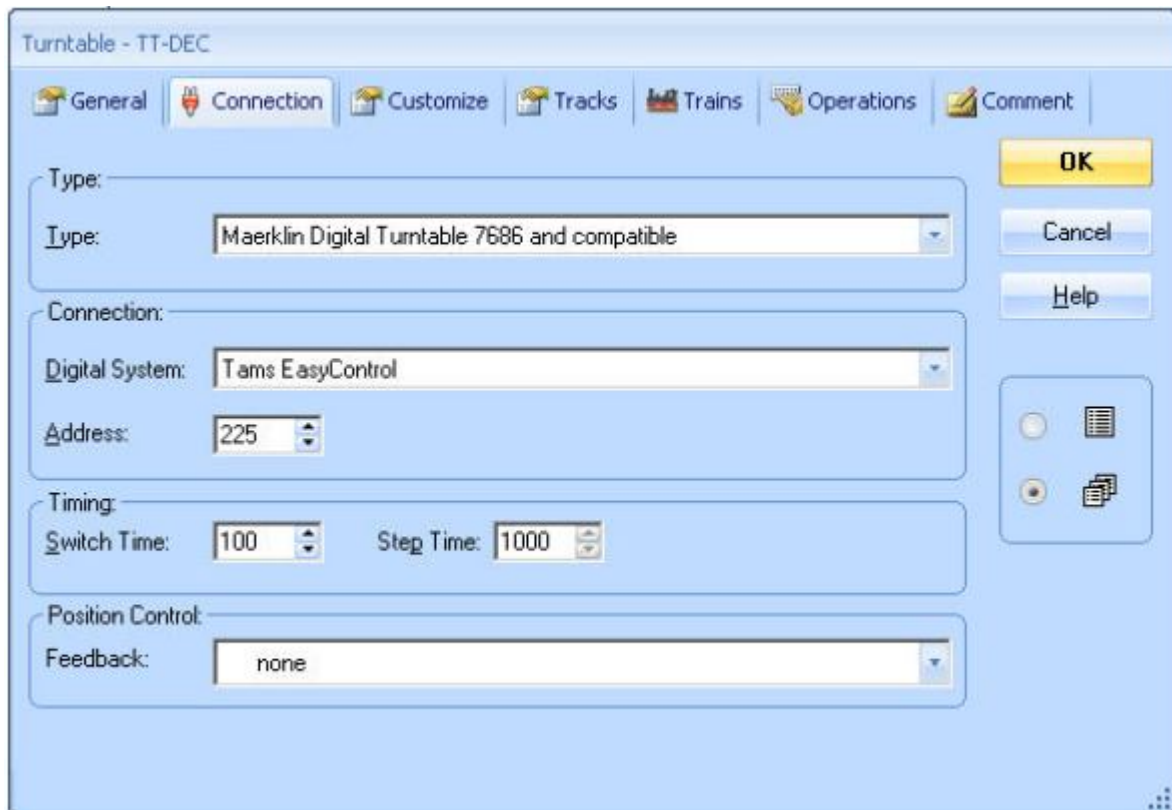 Turntable - TT-DEC
General Connection Customize Tracks Trains Operations Comment
OK
Cancel
Help
Type:
Type: Maerklin Digital Turntable 7686 and compatible
Connection:
Digital System: Tams EasyControl
Address: 225
Timing:
Switch Time: 100 Step Time: 1000
Position Control:
Feedback: none